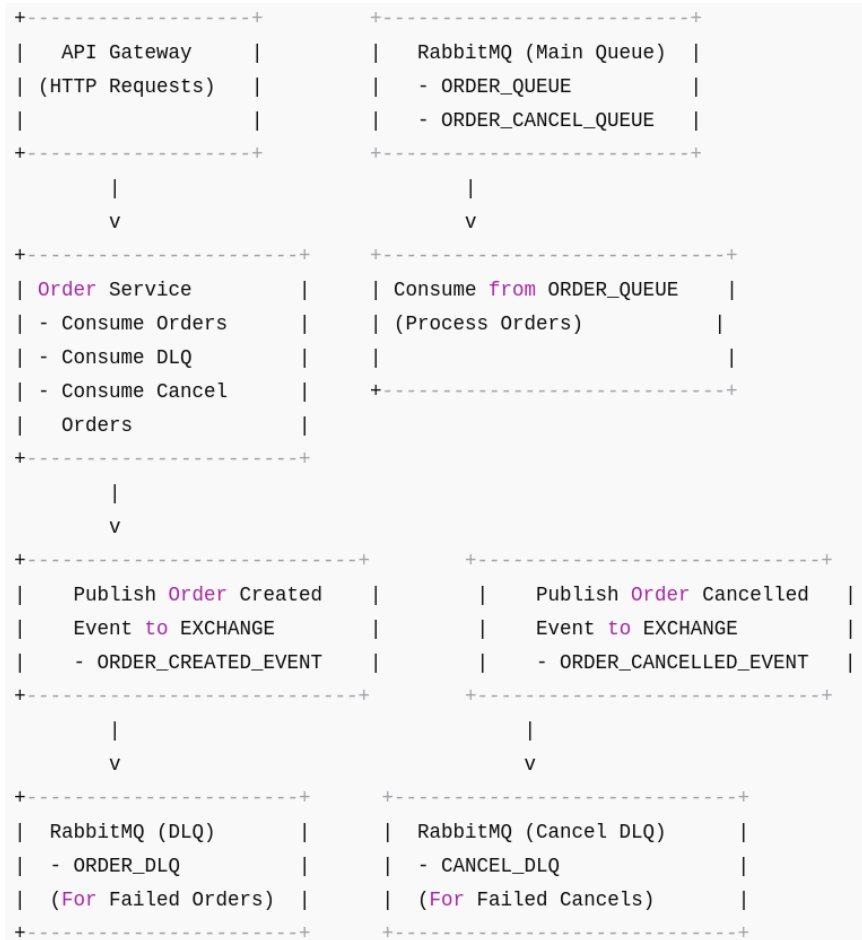 +--------------------+          +---------------------------+
|   API Gateway     |         |   RabbitMQ (Main Queue)  |
| (HTTP Requests)   |         |   - ORDER_QUEUE          |
|                   |         |   - ORDER_CANCEL_QUEUE   |
+--------------------+          +---------------------------+
        |                             |
        v                             v
+------------------------+      +------------------------------+
| Order Service         |     | Consume from ORDER_QUEUE    |
| - Consume Orders      |     | (Process Orders)           |
| - Consume DLQ         |     |                             |
| - Consume Cancel      |     +------------------------------+
|   Orders              |
+------------------------+
        |
        v
+-----------------------------+         +------------------------------+
|    Publish Order Created    |        |    Publish Order Cancelled   |
|    Event to EXCHANGE        |        |    Event to EXCHANGE         |
|    - ORDER_CREATED_EVENT    |        |    - ORDER_CANCELLED_EVENT   |
+-----------------------------+         +------------------------------+
        |                                  |
        v                                  v
+------------------------+      +------------------------------+
|  RabbitMQ (DLQ)       |      |  RabbitMQ (Cancel DLQ)      |
|  - ORDER_DLQ          |      |  - CANCEL_DLQ               |
|  (For Failed Orders)  |      |  (For Failed Cancels)       |
+------------------------+      +------------------------------+